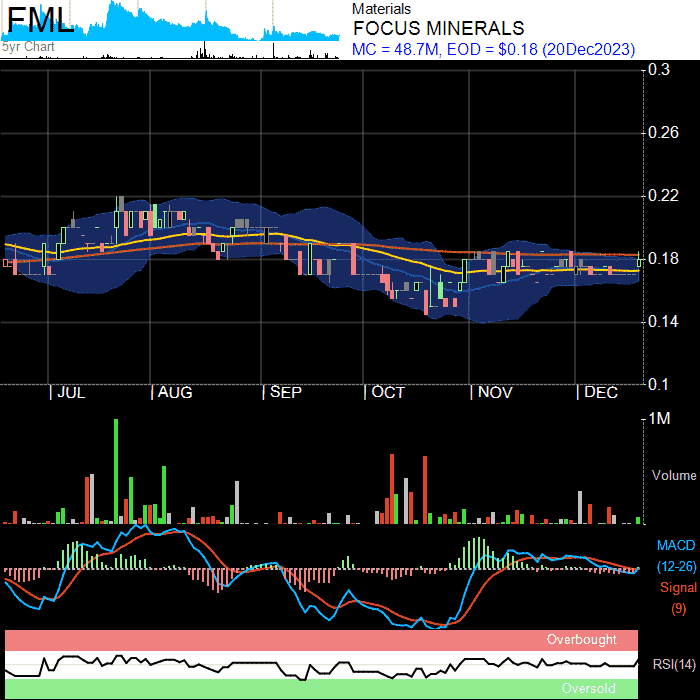 FML
5yr Chart
Materials
FOCUS MINERALS
MC = 48.7M, EOD = $0.18 (20Dec2023)
0.3
0.26
0.22
0.18
0.14
0.1
| JUL | AUG | SEP | OCT | NOV | DEC
1M
Volume
MACD
(12-26)
Signal
(9)
Overbought
RSI(14)
Oversold